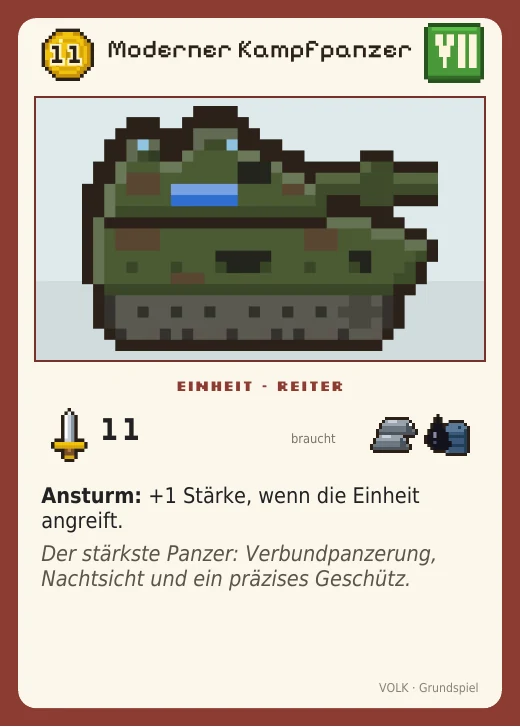 11 Moderner Kampfpanzer VII
EINHEIT - REITER
11 braucht
Ansturm: +1 Stärke, wenn die Einheit
angreift.
Der stärkste Panzer: Verbundpanzerung,
Nachtsicht und ein präzises Geschütz.
VOLK · Grundspiel